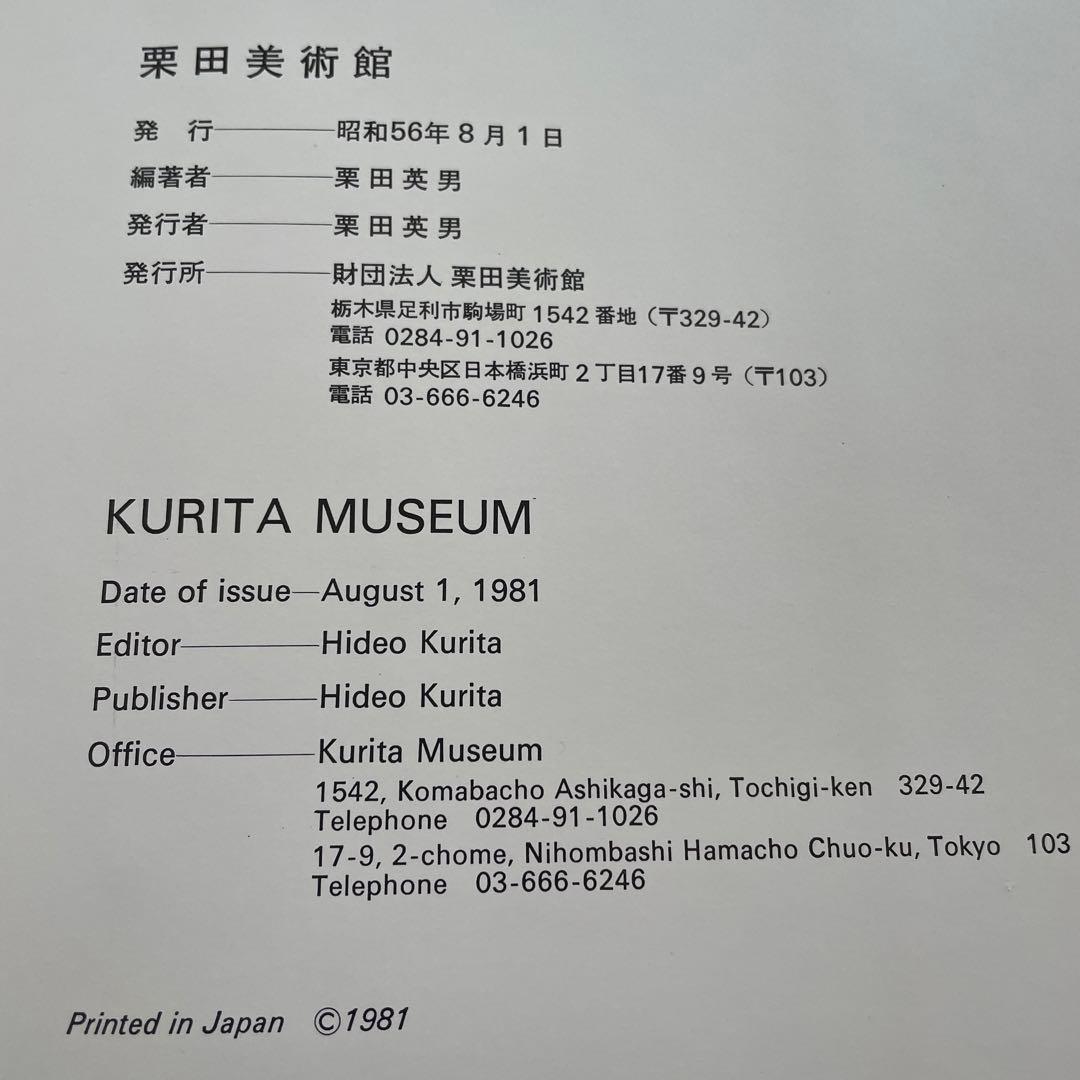 栗田美術館
発 行────昭和56年8月1日
編著者────栗田英男
発行者────栗田英男
発行所────財団法人 栗田美術館
栃木県足利市駒場町1542番地（〒329-42）
電話 0284-91-1026
東京都中央区日本橋浜町2丁目17番9号（〒103）
電話 03-666-6246
KURITA MUSEUM
Date of issue—August 1, 1981
Editor————Hideo Kurita
Publisher———Hideo Kurita
Office————Kurita Museum
1542, Komabacho Ashikaga-shi, Tochigi-ken 329-42
Telephone 0284-91-1026
17-9, 2-chome, Nihombashi Hamacho Chuo-ku, Tokyo 103
Telephone 03-666-6246
Printed in Japan ©1981